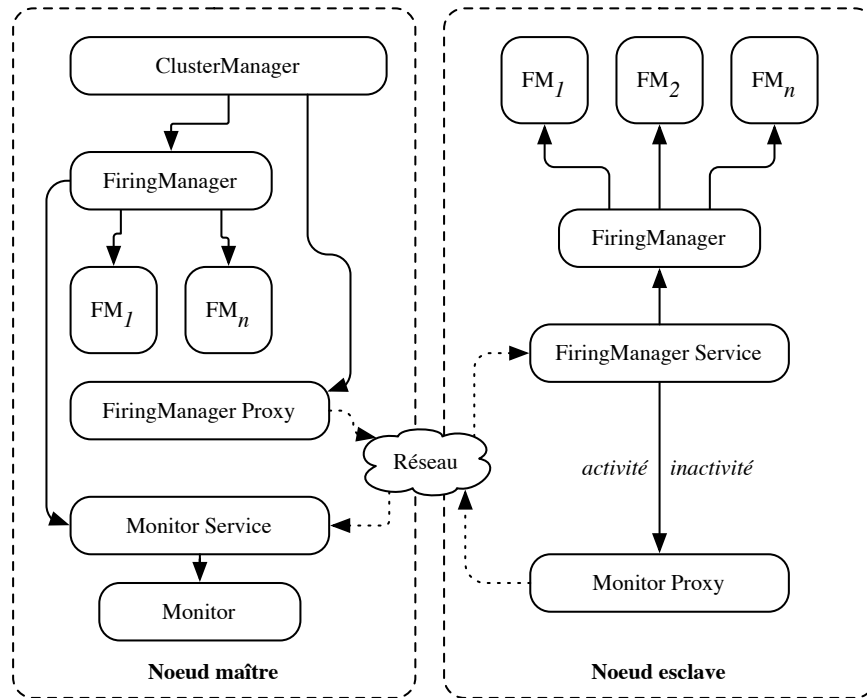 ClusterManager
FiringManager
FM1
FMn
FiringManager Proxy
Monitor Service
Monitor
Noeud maître
Réseau
FM1
FM2
FMn
FiringManager
FiringManager Service
activité
inactivité
Monitor Proxy
Noeud esclave